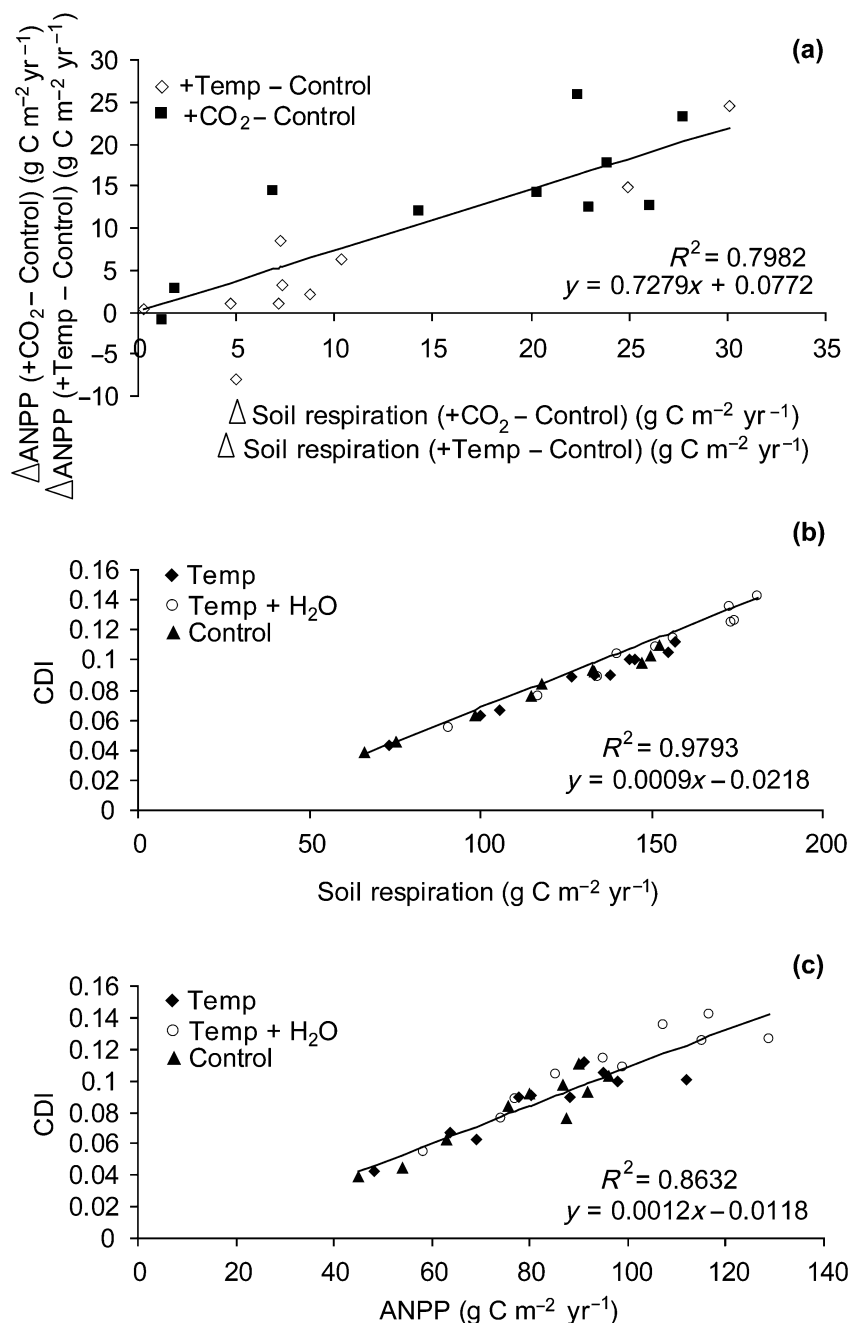 (a)
ΔANPP (+CO₂– Control) (g C m⁻² yr⁻¹)
ΔANPP (+Temp – Control) (g C m⁻² yr⁻¹)
30
25
20
15
10
5
0
−5
−10
+Temp – Control
+CO₂– Control
R² = 0.7982
y = 0.7279x + 0.0772
0 5 10 15 20 25 30 35
Δ Soil respiration (+CO₂ – Control) (g C m⁻² yr⁻¹)
Δ Soil respiration (+Temp – Control) (g C m⁻² yr⁻¹)
(b)
CDI
0.16
0.14
0.12
0.1
0.08
0.06
0.04
0.02
0
Temp
Temp + H₂O
Control
R² = 0.9793
y = 0.0009x – 0.0218
0 50 100 150 200
Soil respiration (g C m⁻² yr⁻¹)
(c)
CDI
0.16
0.14
0.12
0.1
0.08
0.06
0.04
0.02
0
Temp
Temp + H₂O
Control
R² = 0.8632
y = 0.0012x – 0.0118
0 20 40 60 80 100 120 140
ANPP (g C m⁻² yr⁻¹)